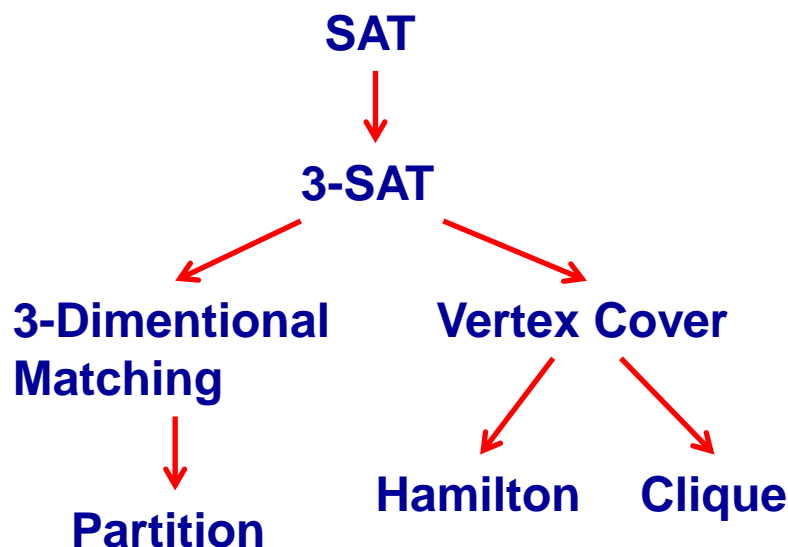 SAT
3-SAT
3-Dimentional
Matching
Vertex Cover
Hamilton
Clique
Partition